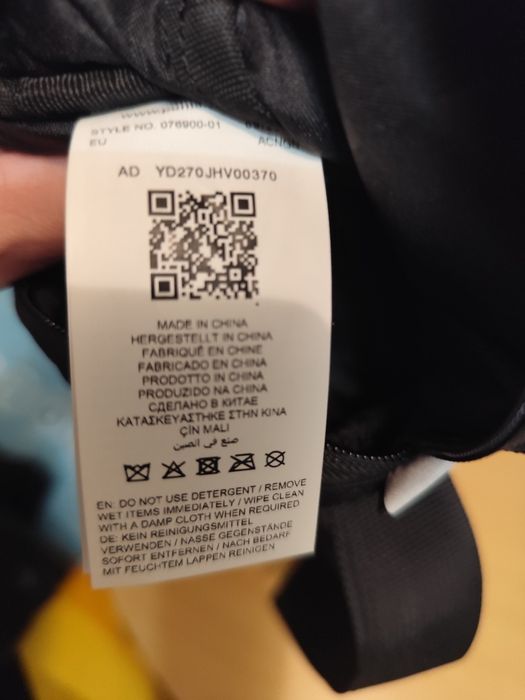 STYLE NO. 076900-01
EU
AD YD270JHV00370
MADE IN CHINA
HERGESTELLT IN CHINA
FABRIQUÉ EN CHINE
FABRICADO EN CHINA
PRODOTTO IN CHINA
PRODUZIDO NA CHINA
СДЕЛАНО В КИТАЕ
ΚΑΤΑΣΚΕΥΑΣΤΗΚΕ ΣΤΗΝ ΚΙΝΑ
ÇİN MALI
صنع في الصين
EN: DO NOT USE DETERGENT / REMOVE
WET ITEMS IMMEDIATELY / WIPE CLEAN
WITH A DAMP CLOTH WHEN REQUIRED
DE: KEIN REINIGUNGSMITTEL
VERWENDEN / NASSE GEGENSTÄNDE
SOFORT ENTFERNEN / NACH BEDARF
MIT FEUCHTEM LAPPEN REINIGEN